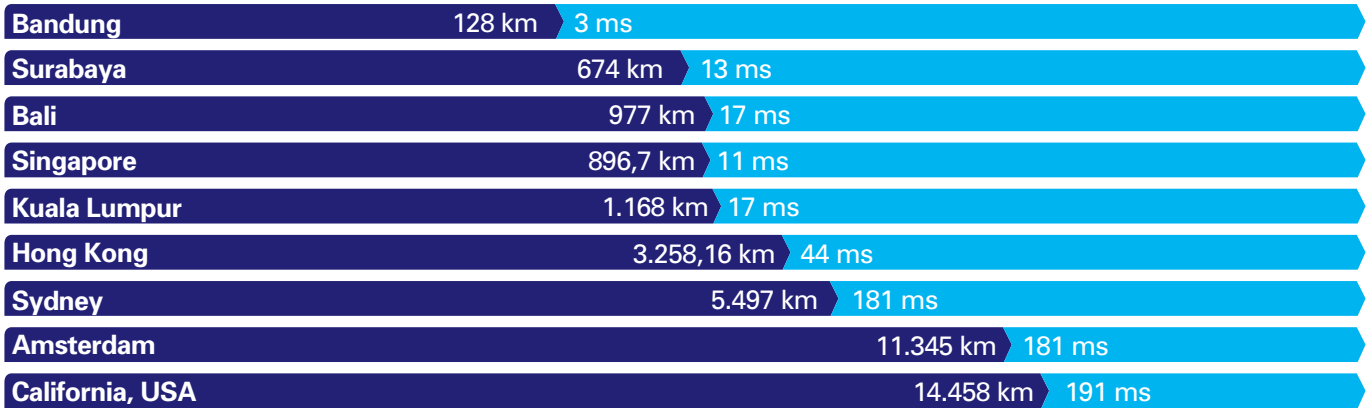 Bandung 128 km 3 ms
Surabaya 674 km 13 ms
Bali 977 km 17 ms
Singapore 896,7 km 11 ms
Kuala Lumpur 1.168 km 17 ms
Hong Kong 3.258,16 km 44 ms
Sydney 5.497 km 181 ms
Amsterdam 11.345 km 181 ms
California, USA 14.458 km 191 ms